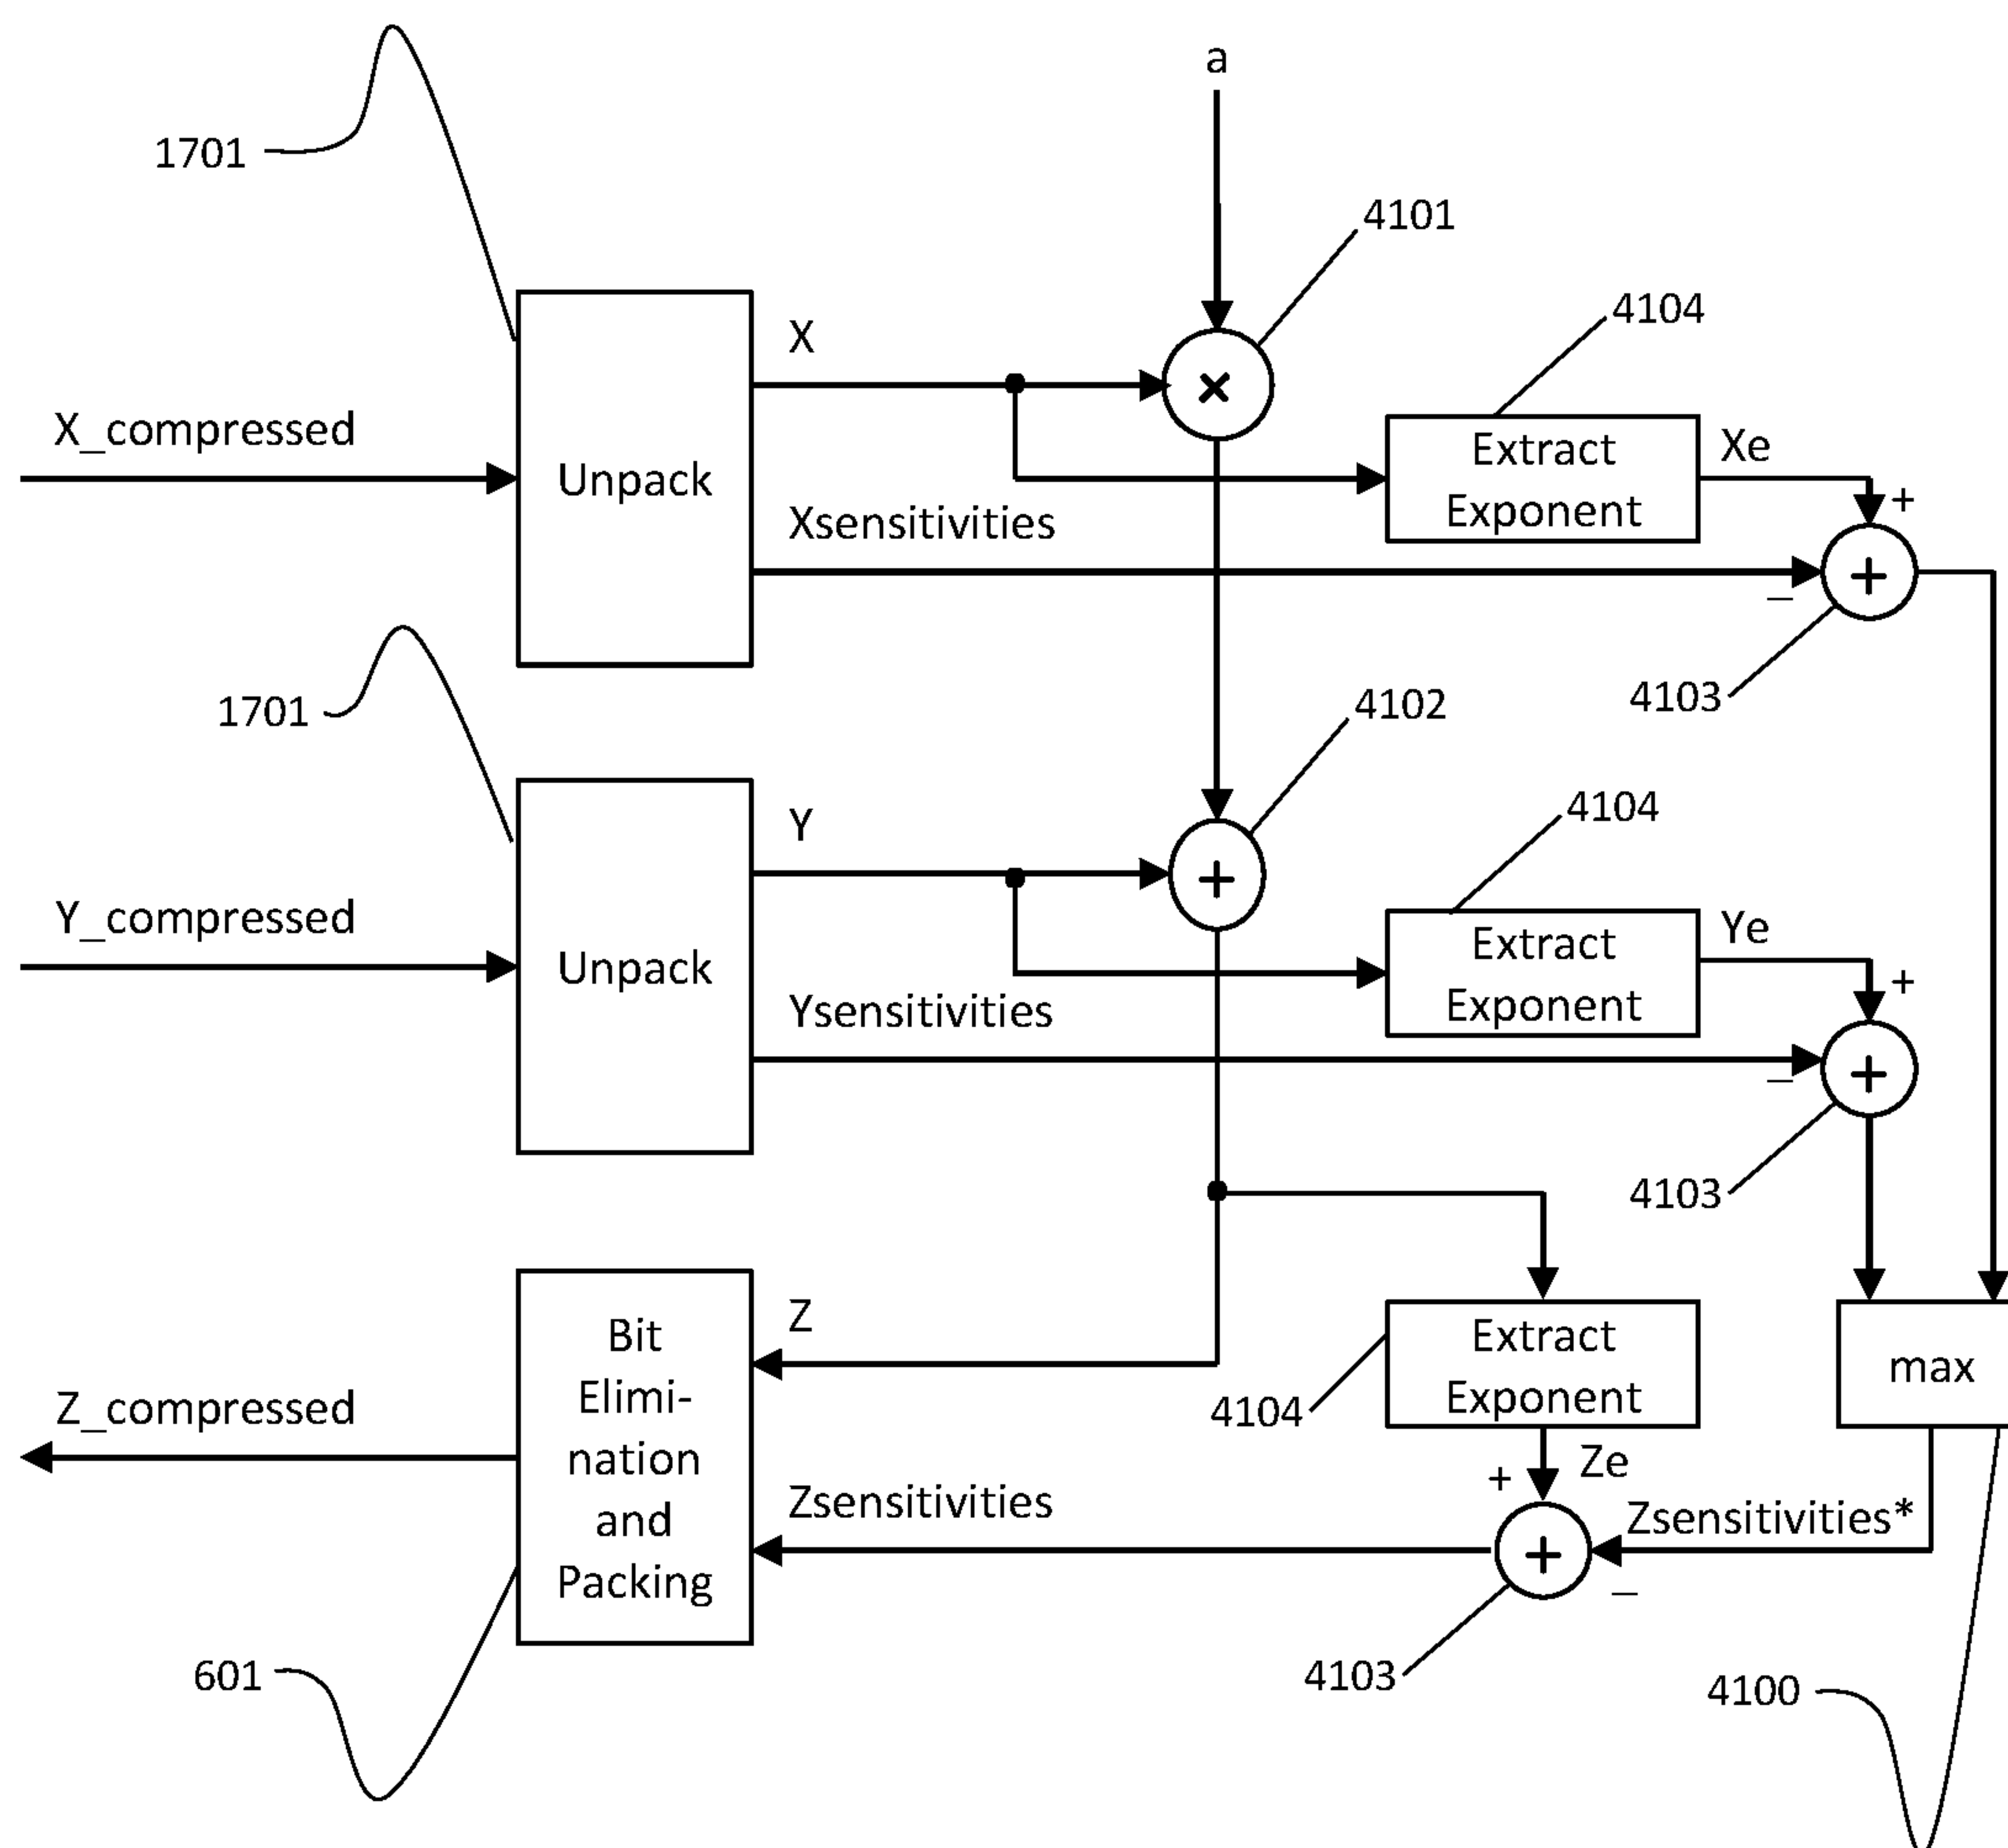 a
1701
4101
4104
X
Xe
X_compressed
Extract
Exponent
Unpack
+
Xsensitivities
×
+
_
4103
1701
4102
4104
Y
Ye
Y_compressed
Extract
Exponent
Unpack
+
Ysensitivities
+
+
_
4103
Z
Bit
Elimi-
nation
and
Packing
Extract
Exponent
max
Z_compressed
4104
Ze
+
Zsensitivities
Zsensitivities*
+
_
601
4103
4100